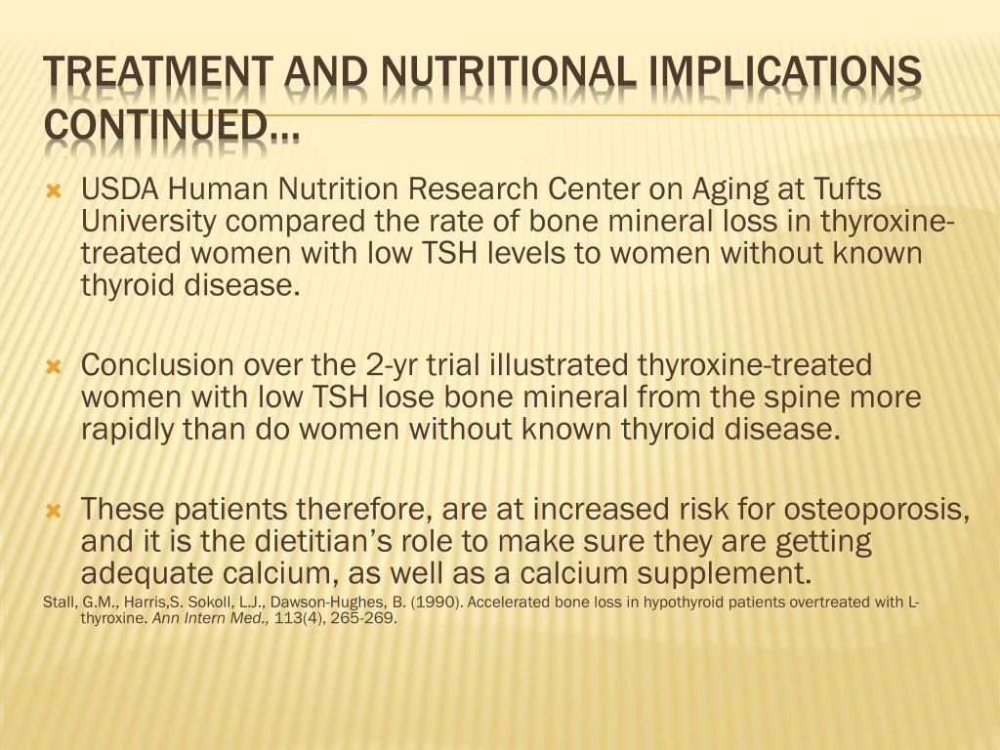 TREATMENT AND NUTRITIONAL IMPLICATIONS
CONTINUED...
USDA Human Nutrition Research Center on Aging at Tufts
University compared the rate of bone mineral loss in thyroxine-
treated women with low TSH levels to women without known
thyroid disease.
Conclusion over the 2-yr trial illustrated thyroxine-treated
women with low TSH lose bone mineral from the spine more
rapidly than do women without known thyroid disease.
These patients therefore, are at increased risk for osteoporosis,
and it is the dietitian’s role to make sure they are getting
adequate calcium, as well as a calcium supplement.
Stall, G.M., Harris,S. Sokoll, L.J., Dawson-Hughes, B. (1990). Accelerated bone loss in hypothyroid patients overtreated with L-
thyroxine. Ann Intern Med., 113(4), 265-269.